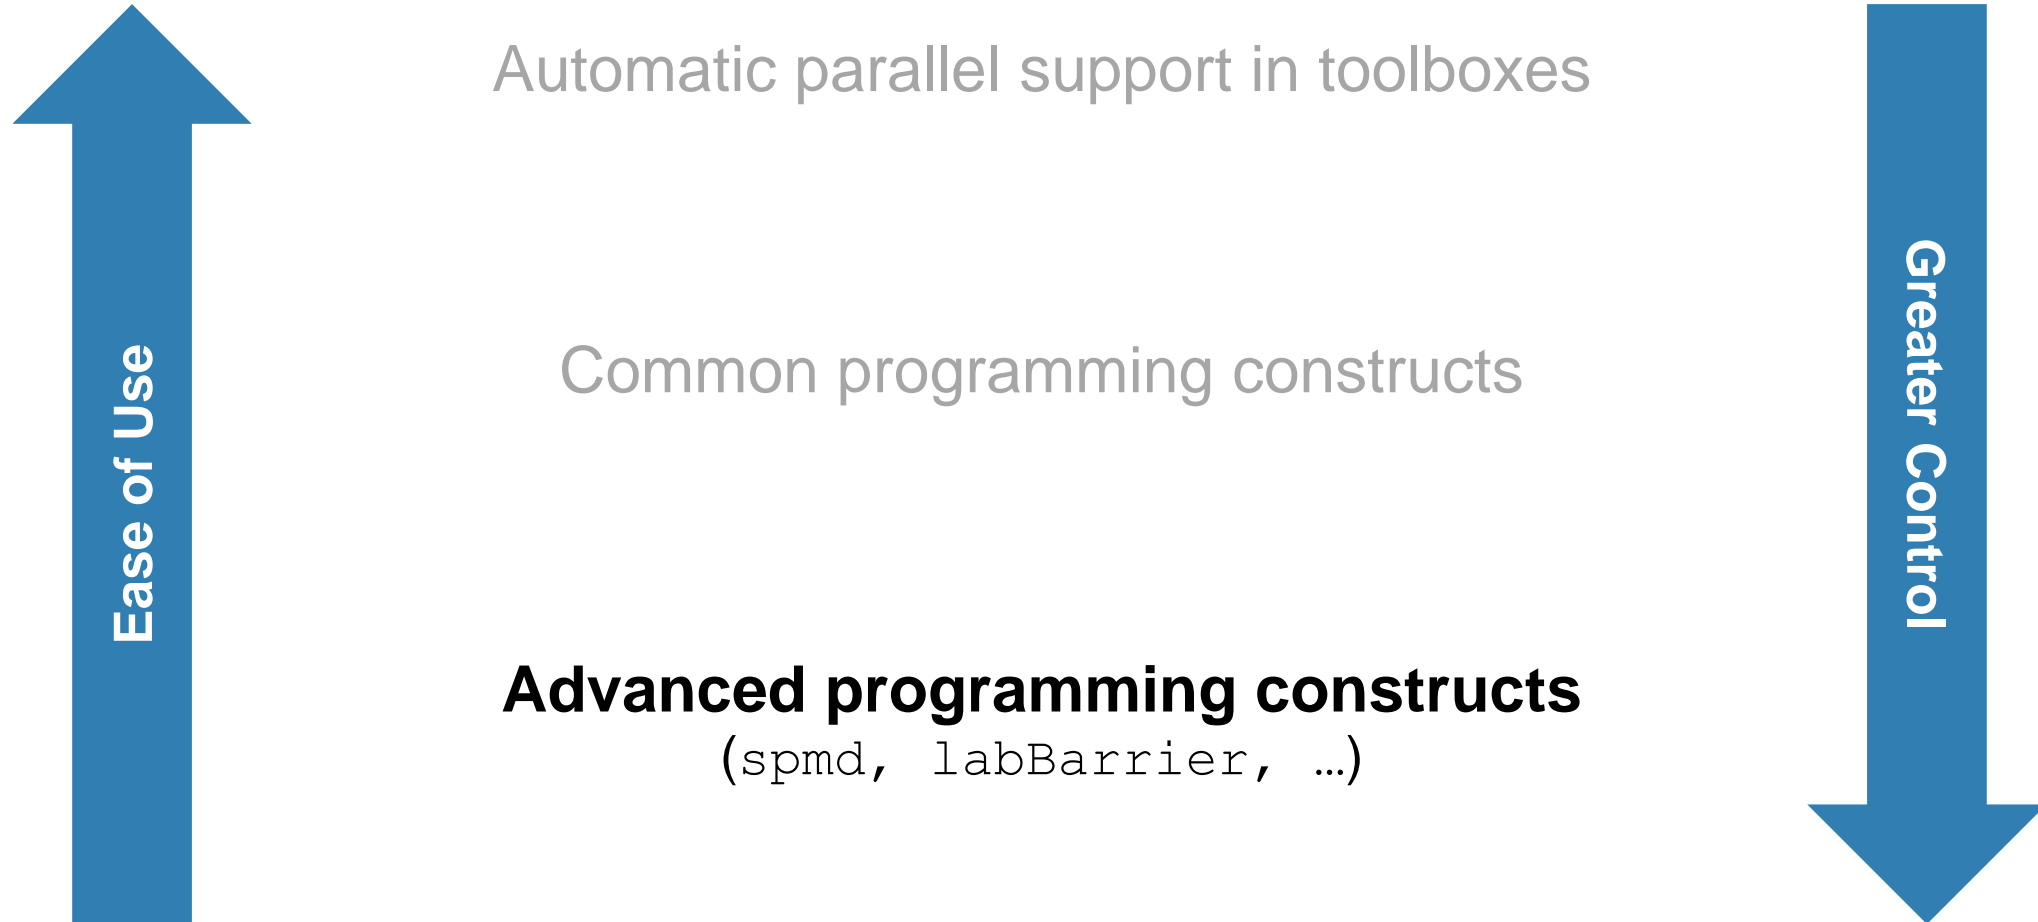 Automatic parallel support in toolboxes
Ease of Use
Common programming constructs
Greater Control
Advanced programming constructs
(spmd, labBarrier, …)